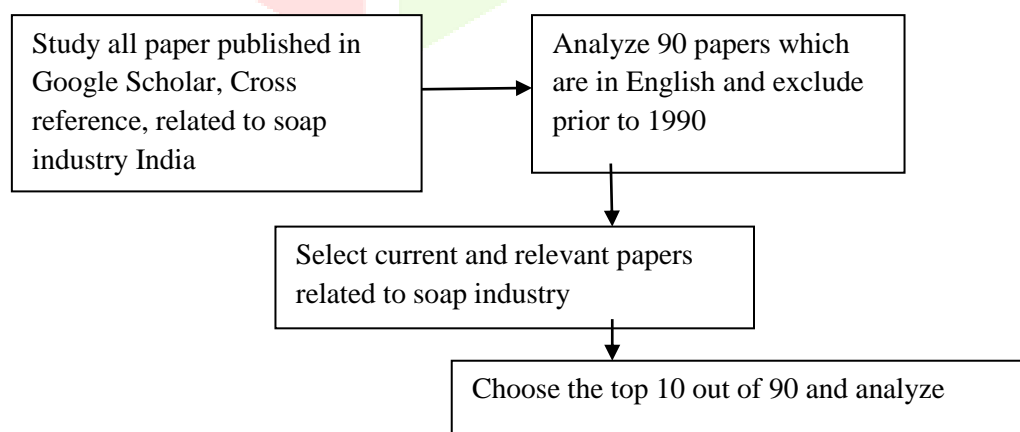 Study all paper published in
Google Scholar, Cross
reference, related to soap
industry India
Analyze 90 papers which
are in English and exclude
prior to 1990
Select current and relevant papers
related to soap industry
Choose the top 10 out of 90 and analyze